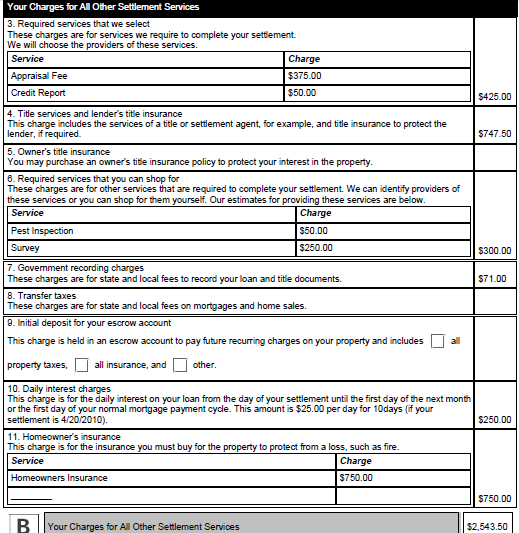 Your Charges for All Other Settlement Services
3. Required services that we select
These charges are for services we require to complete your settlement.
We will choose the providers of these services.
Service Charge
Appraisal Fee $375.00
Credit Report $50.00
$425.00
4. Title services and lender's title insurance
This charge includes the services of a title or settlement agent, for example, and title insurance to protect the
lender, if required. $747.50
5. Owner's title insurance
You may purchase an owner's title insurance policy to protect your interest in the property.
6. Required services that you can shop for
These charges are for other services that are required to complete your settlement. We can identify providers of
these services or you can shop for them yourself. Our estimates for providing these services are below.
Service Charge
Pest Inspection $50.00
Survey $250.00
$300.00
7. Government recording charges
These charges are for state and local fees to record your loan and title documents. $71.00
8. Transfer taxes
These charges are for state and local fees on mortgages and home sales.
9. Initial deposit for your escrow account
This charge is held in an escrow account to pay future recurring charges on your property and includes all
property taxes, all insurance, and other.
10. Daily interest charges
This charge is for the daily interest on your loan from the day of your settlement until the first day of the next month
or the first day of your normal mortgage payment cycle. This amount is $25.00 per day for 10days (if your
settlement is 4/20/2010). $250.00
11. Homeowner's insurance
This charge is for the insurance you must buy for the property to protect from a loss, such as fire.
Service Charge
Homeowners Insurance $750.00
$750.00
B Your Charges for All Other Settlement Services $2,543.50